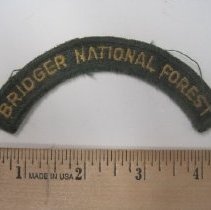 BRIDGER NATIONAL FOREST
1 MADE IN USA 2 3 4